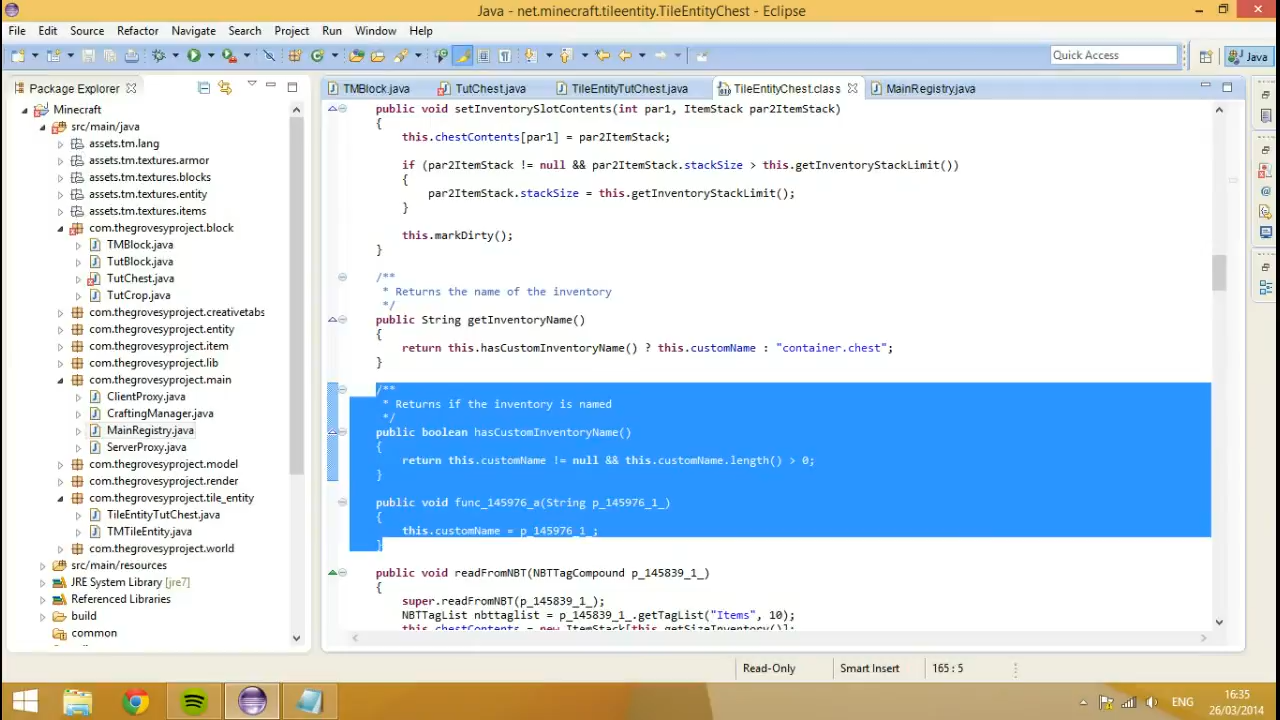 Java - net.minecraft.tileentity.TileEntityChest - Eclipse
File Edit Source Refactor Navigate Search Project Run Window Help
Quick Access
Java
Package Explorer
TMBlock.java
TutChest.java
TileEntityTutChest.java
TileEntityChest.class
MainRegistry.java
Minecraft
src/main/java
assets.tm.lang
assets.tm.textures.armor
assets.tm.textures.blocks
assets.tm.textures.entity
assets.tm.textures.items
com.thegrovesyproject.block
TMBlock.java
TutBlock.java
TutChest.java
TutCrop.java
com.thegrovesyproject.creativetabs
com.thegrovesyproject.entity
com.thegrovesyproject.item
com.thegrovesyproject.lib
com.thegrovesyproject.main
ClientProxy.java
CraftingManager.java
MainRegistry.java
ServerProxy.java
com.thegrovesyproject.model
com.thegrovesyproject.render
com.thegrovesyproject.tile_entity
TileEntityTutChest.java
TMTileEntity.java
com.thegrovesyproject.world
src/main/resources
JRE System Library [jre7]
Referenced Libraries
build
common
public void setInventorySlotContents(int par1, ItemStack par2ItemStack)
{
this.chestContents[par1] = par2ItemStack;
if (par2ItemStack != null && par2ItemStack.stackSize > this.getInventoryStackLimit())
{
par2ItemStack.stackSize = this.getInventoryStackLimit();
}
this.markDirty();
}
/**
* Returns the name of the inventory
*/
public String getInventoryName()
{
return this.hasCustomInventoryName() ? this.customName : "container.chest";
}
/**
* Returns if the inventory is named
*/
public boolean hasCustomInventoryName()
{
return this.customName != null && this.customName.length() > 0;
}
public void func_145976_a(String p_145976_1_)
{
this.customName = p_145976_1_;
}
public void readFromNBT(NBTTagCompound p_145839_1_)
{
super.readFromNBT(p_145839_1_);
NBTTagList nbttaglist = p_145839_1_.getTagList("Items", 10);
this.chestContents = new ItemStack[this.getSizeInventory()];
Read-Only
Smart Insert
165 : 5
ENG
16:35
26/03/2014